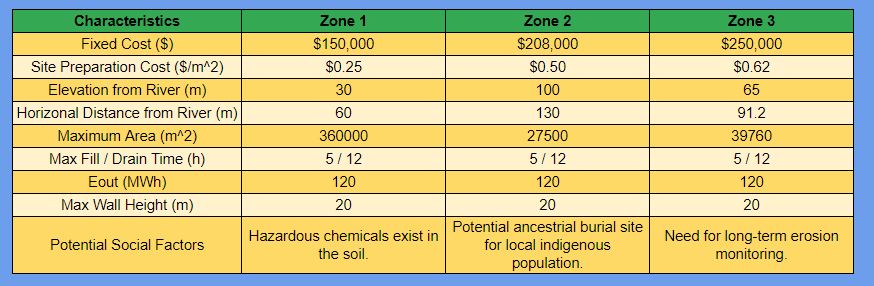 Characteristics Zone 1 Zone 2 Zone 3
Fixed Cost ($) $150,000 $208,000 $250,000
Site Preparation Cost ($/m^2) $0.25 $0.50 $0.62
Elevation from River (m) 30 100 65
Horizonal Distance from River (m) 60 130 91.2
Maximum Area (m^2) 360000 27500 39760
Max Fill / Drain Time (h) 5 / 12 5 / 12 5 / 12
Eout (MWh) 120 120 120
Max Wall Height (m) 20 20 20
Potential Social Factors
Hazardous chemicals exist in
the soil.
Potential ancestral burial site
for local indigenous
population.
Need for long-term erosion
monitoring.